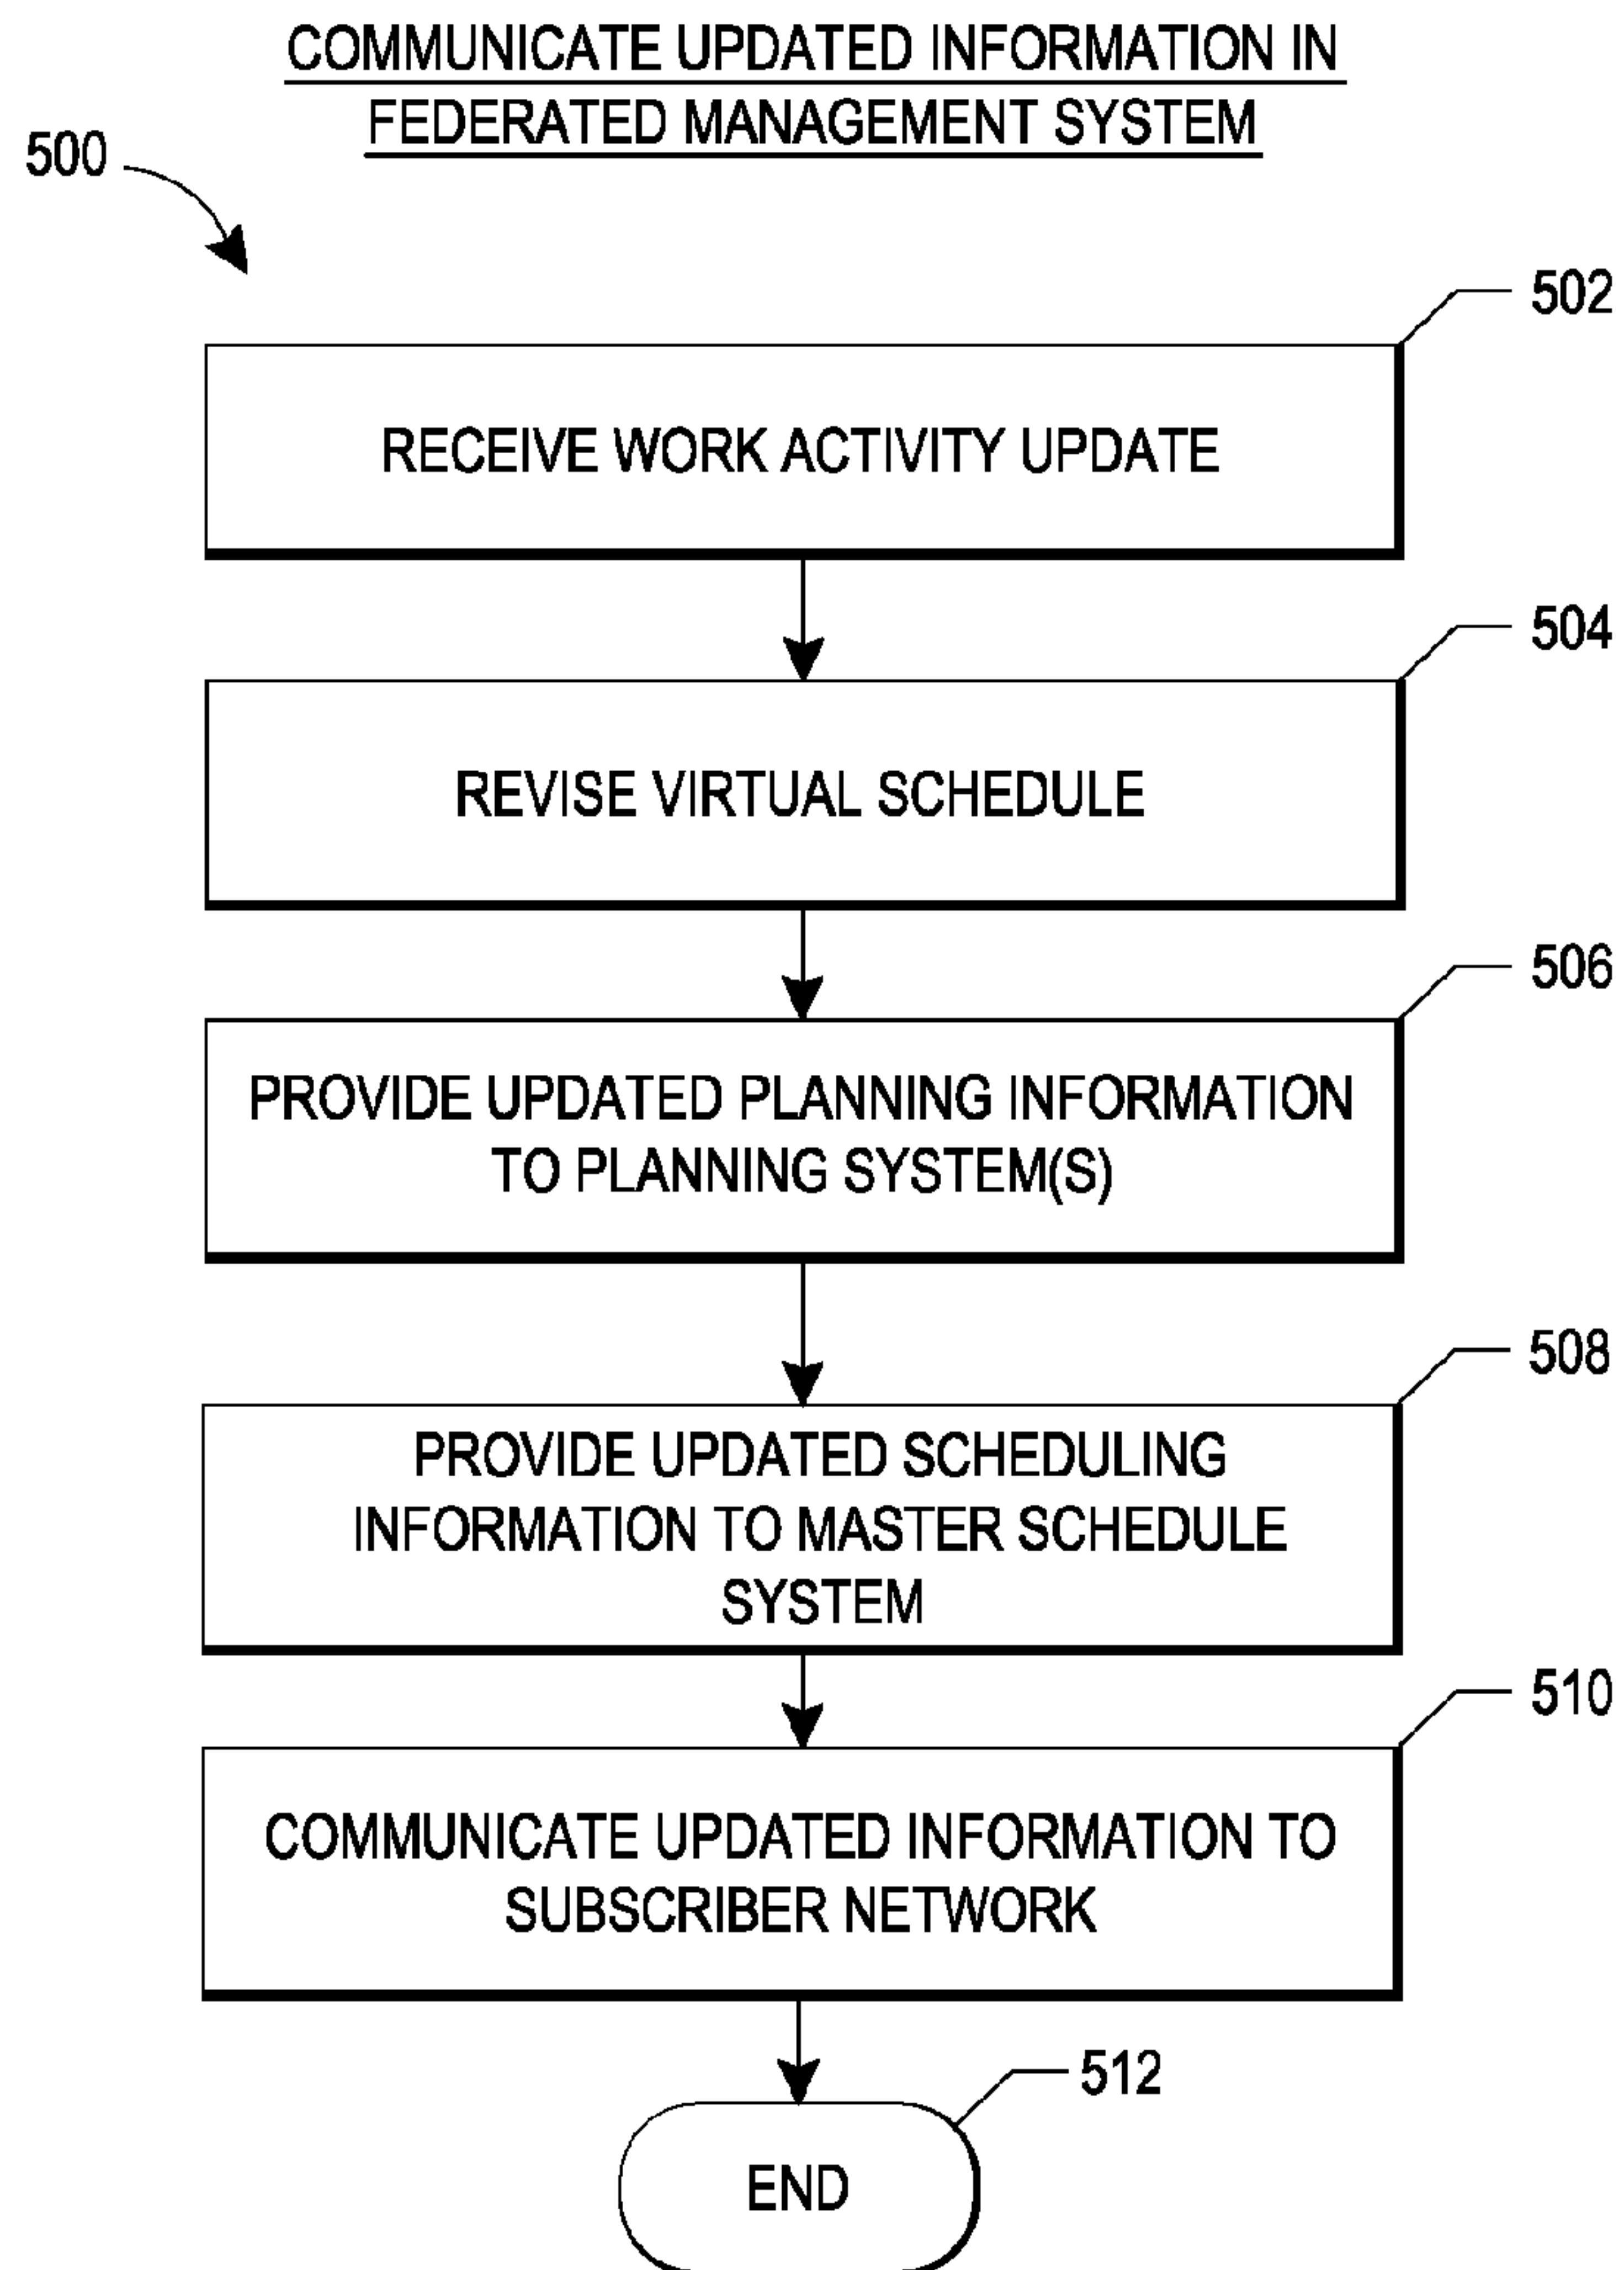 COMMUNICATE UPDATED INFORMATION IN
FEDERATED MANAGEMENT SYSTEM
500
502
RECEIVE WORK ACTIVITY UPDATE
504
REVISE VIRTUAL SCHEDULE
506
PROVIDE UPDATED PLANNING INFORMATION
TO PLANNING SYSTEM(S)
508
PROVIDE UPDATED SCHEDULING
INFORMATION TO MASTER SCHEDULE
SYSTEM
510
COMMUNICATE UPDATED INFORMATION TO
SUBSCRIBER NETWORK
512
END